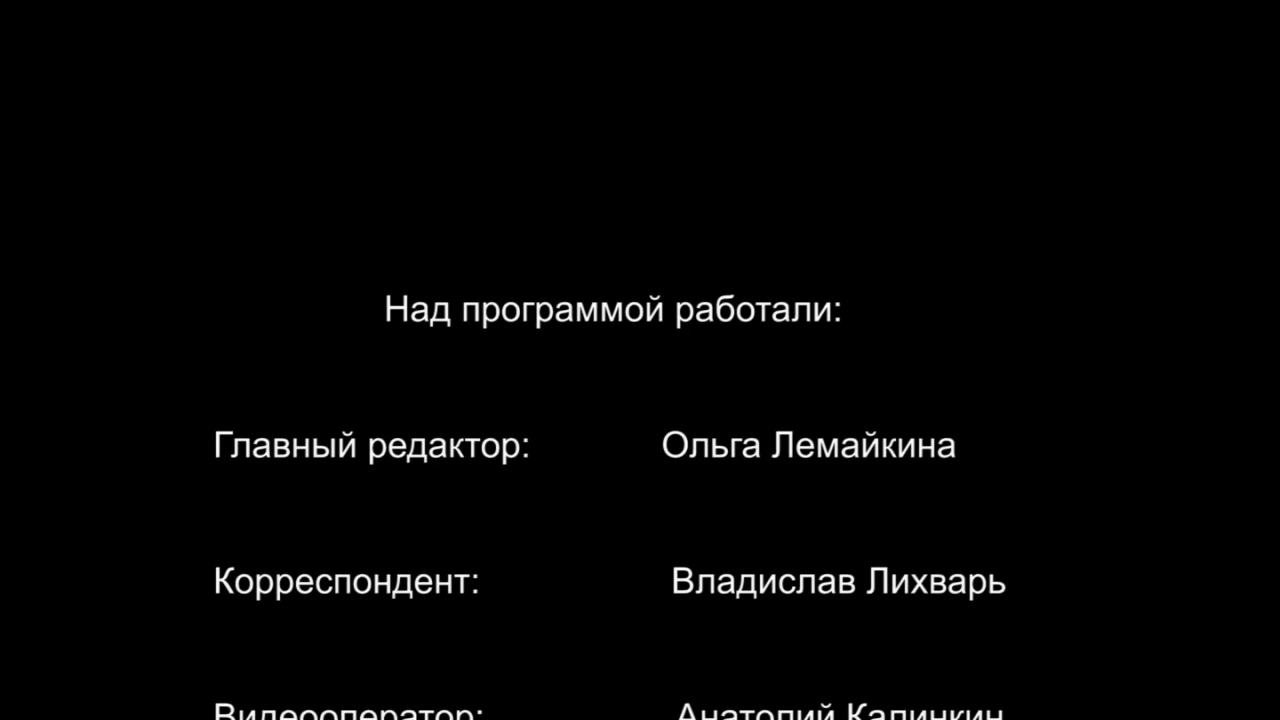 Над программой работали:
Главный редактор: Ольга Лемайкина
Корреспондент: Владислав Лихварь
Видеооператор: Анатолий Калинкин